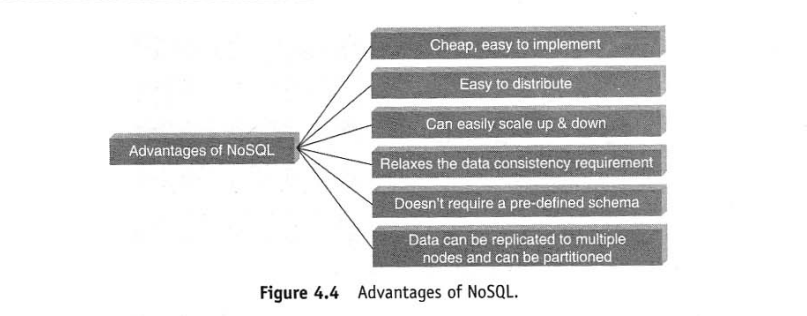 Cheap, easy to implement
Easy to distribute
Can easily scale up & down
Advantages of NoSQL
Relaxes the data consistency requirement
Doesn't require a pre-defined schema
Data can be replicated to multiple
nodes and can be partitioned
Figure 4.4 Advantages of NoSQL.